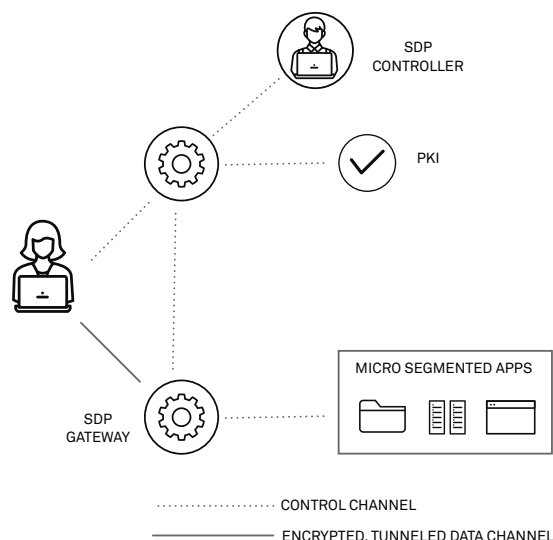 SDP
CONTROLLER
PKI
MICRO SEGMENTED APPS
SDP
GATEWAY
CONTROL CHANNEL
ENCRYPTED, TUNNELED DATA CHANNEL